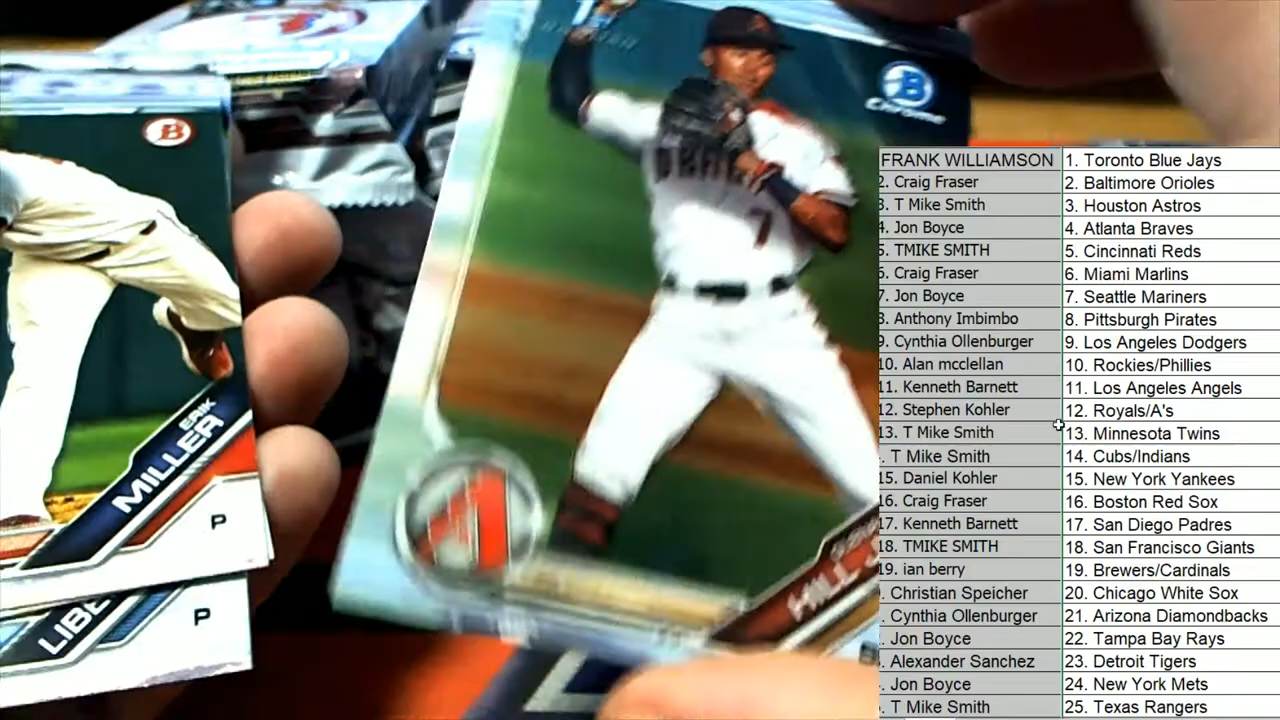 B
Chrome
7
ERIK
MILLER
P
LIBE
P
HILL
FRANK WILLIAMSON 1. Toronto Blue Jays
2. Craig Fraser 2. Baltimore Orioles
3. T Mike Smith 3. Houston Astros
4. Jon Boyce 4. Atlanta Braves
5. TMIKE SMITH 5. Cincinnati Reds
6. Craig Fraser 6. Miami Marlins
7. Jon Boyce 7. Seattle Mariners
8. Anthony Imbimbo 8. Pittsburgh Pirates
9. Cynthia Ollenburger 9. Los Angeles Dodgers
10. Alan mcclellan 10. Rockies/Phillies
11. Kenneth Barnett 11. Los Angeles Angels
12. Stephen Kohler 12. Royals/A's
13. T Mike Smith 13. Minnesota Twins
. T Mike Smith 14. Cubs/Indians
15. Daniel Kohler 15. New York Yankees
16. Craig Fraser 16. Boston Red Sox
17. Kenneth Barnett 17. San Diego Padres
18. TMIKE SMITH 18. San Francisco Giants
19. ian berry 19. Brewers/Cardinals
. Christian Speicher 20. Chicago White Sox
. Cynthia Ollenburger 21. Arizona Diamondbacks
. Jon Boyce 22. Tampa Bay Rays
. Alexander Sanchez 23. Detroit Tigers
. Jon Boyce 24. New York Mets
. T Mike Smith 25. Texas Rangers